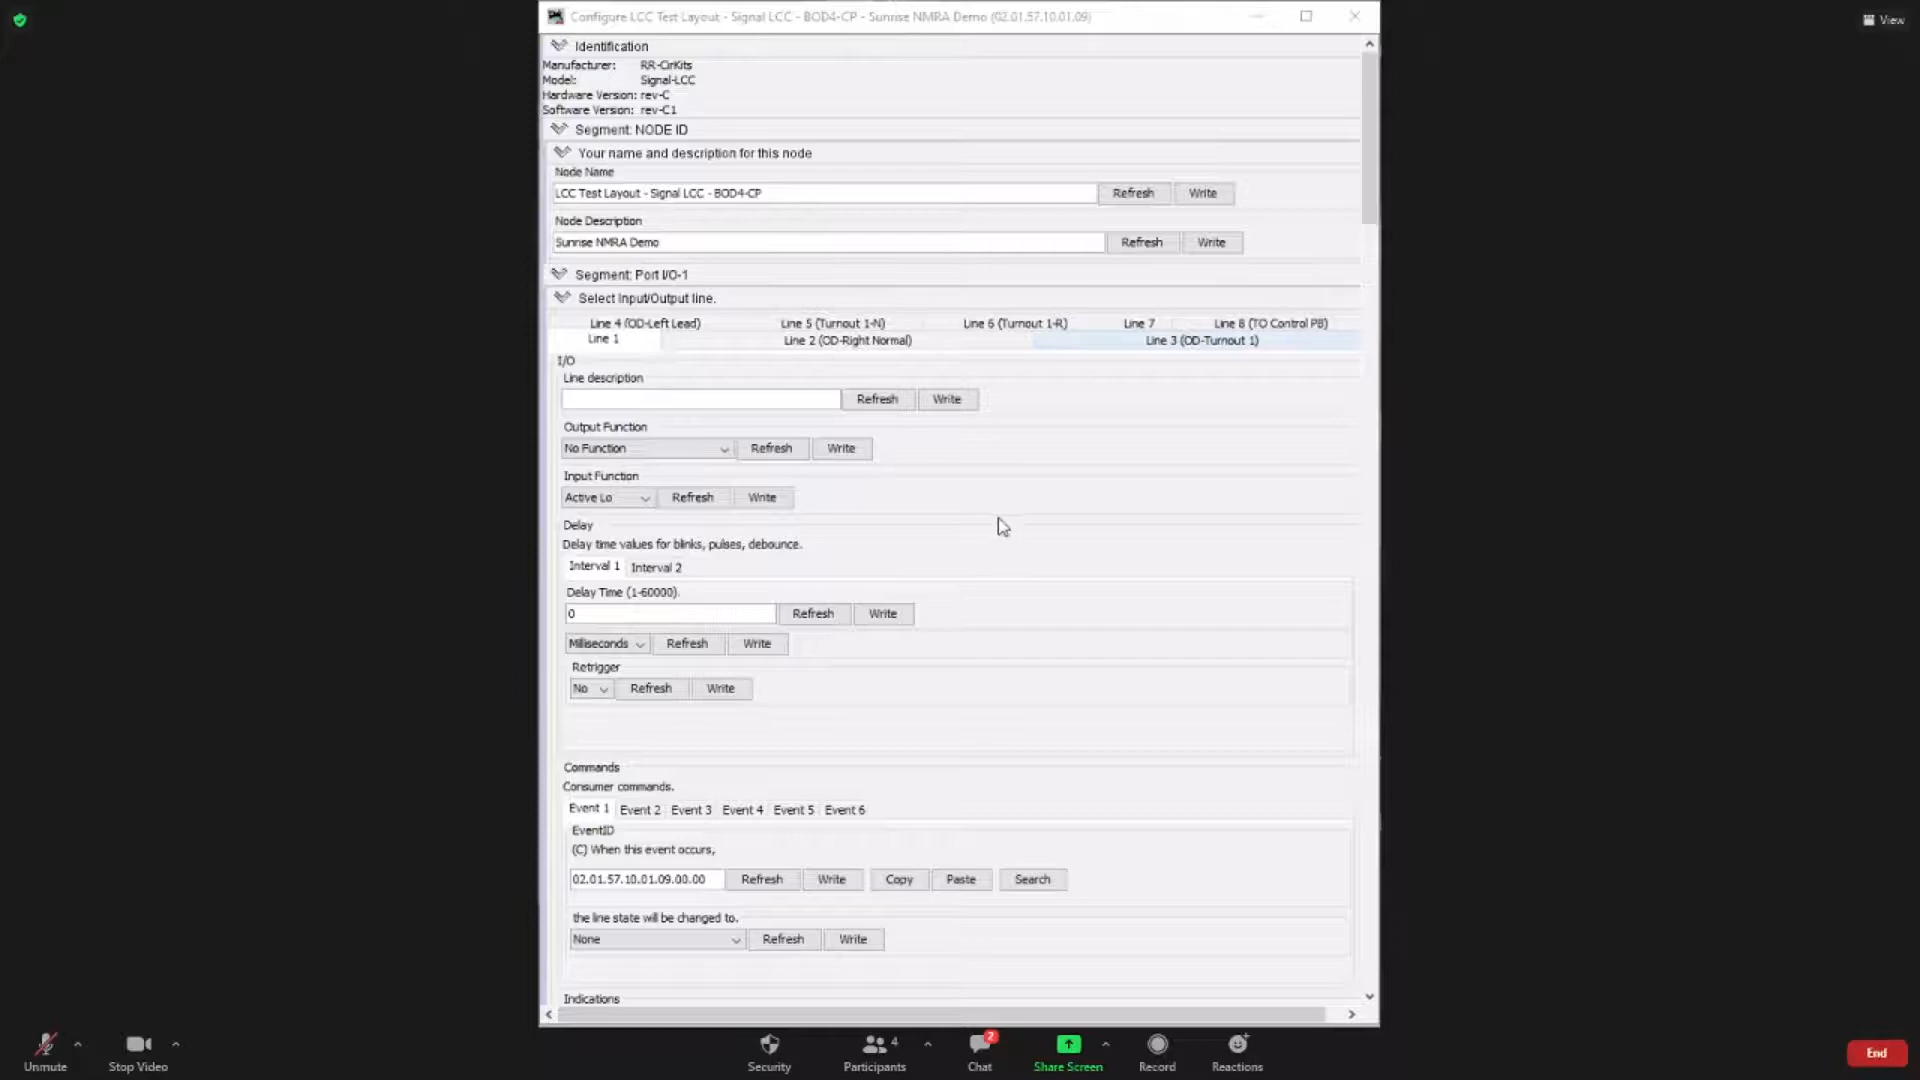 Configure LCC Test Layout - Signal LCC - BOD4-CP - Sunrise NMRA Demo (02.01.57.10.01.09)
View
Identification
Manufacturer: RR-CirKits
Model: Signal-LCC
Hardware Version: rev-C
Software Version: rev-C1
Segment: NODE ID
Your name and description for this node
Node Name
LCC Test Layout - Signal LCC - BOD4-CP Refresh Write
Node Description
Sunrise NMRA Demo Refresh Write
Segment: Port I/O-1
Select Input/Output line.
Line 4 (OD-Left Lead) Line 5 (Turnout 1-N) Line 6 (Turnout 1-R) Line 7 Line 8 (TO Control PB)
Line 1 Line 2 (OD-Right Normal) Line 3 (OD-Turnout 1)
I/O
Line description
Refresh Write
Output Function
No Function Refresh Write
Input Function
Active Lo Refresh Write
Delay
Delay time values for blinks, pulses, debounce.
Interval 1 Interval 2
Delay Time (1-60000).
0 Refresh Write
Milliseconds Refresh Write
Retrigger
No Refresh Write
Commands
Consumer commands.
Event 1 Event 2 Event 3 Event 4 Event 5 Event 6
EventID
(C) When this event occurs,
02.01.57.10.01.09.00.00 Refresh Write Copy Paste Search
the line state will be changed to.
None Refresh Write
Indications
4 2
Unmute Stop Video Security Participants Chat Share Screen Record Reactions End